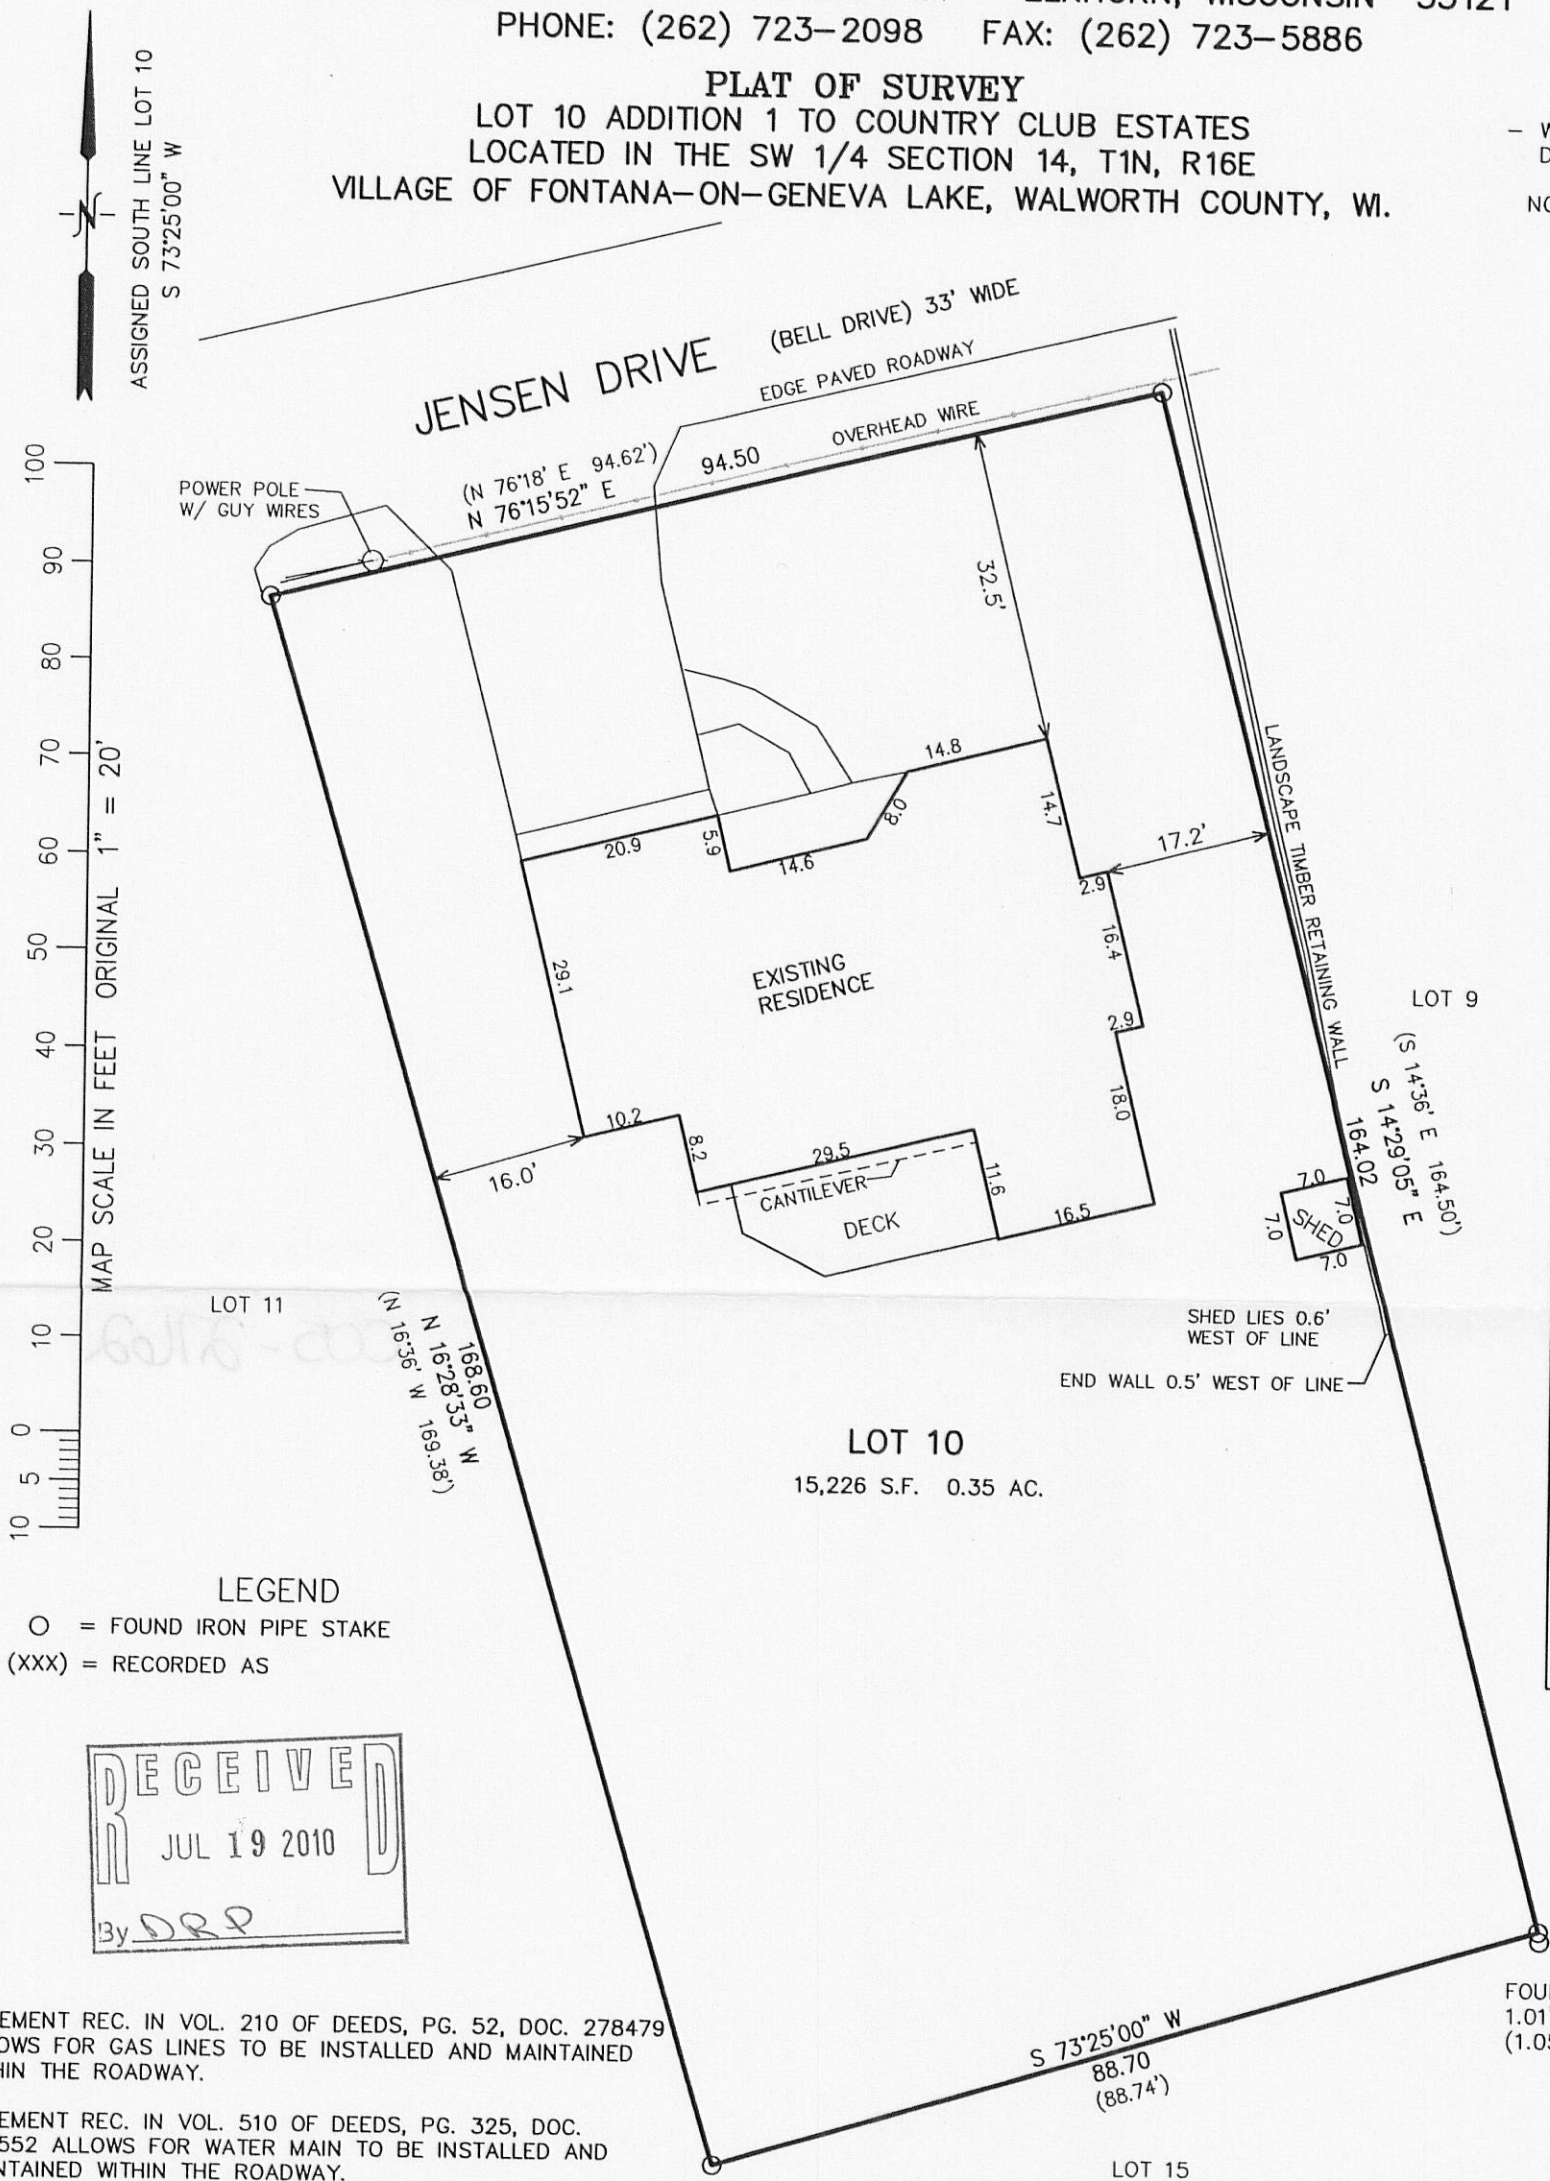 PHONE: (262) 723-2098 FAX: (262) 723-5886
PLAT OF SURVEY
LOT 10 ADDITION 1 TO COUNTRY CLUB ESTATES
LOCATED IN THE SW 1/4 SECTION 14, T1N, R16E
VILLAGE OF FONTANA-ON-GENEVA LAKE, WALWORTH COUNTY, WI.
N
ASSIGNED SOUTH LINE LOT 10
S 73°25'00" W
JENSEN DRIVE
(BELL DRIVE) 33' WIDE
EDGE PAVED ROADWAY
OVERHEAD WIRE
(N 76°18' E 94.62')
N 76°15'52" E
94.50
POWER POLE
W/ GUY WIRES
32.5'
14.8
14.7
8.0
5.9
20.9
14.6
2.9
17.2'
16.4
LANDSCAPE TIMBER RETAINING WALL
29.1
EXISTING
RESIDENCE
2.9
18.0
LOT 9
(S 14°36' E 164.50')
S 14°29'05" E
164.02
10.2
8.2
29.5
16.0'
CANTILEVER
11.6
DECK
16.5
7.0
7.0
SHED
7.0
7.0
SHED LIES 0.6'
WEST OF LINE
END WALL 0.5' WEST OF LINE
LOT 11
168.60
N 16°28'33" W
(N 16°36' W 169.38')
LOT 10
15,226 S.F. 0.35 AC.
100
90
80
70
60
50
40
30
20
10
0
5
10
MAP SCALE IN FEET ORIGINAL 1" = 20'
LEGEND
O = FOUND IRON PIPE STAKE
(XXX) = RECORDED AS
RECEIVED
JUL 19 2010
By DRP
EMENT REC. IN VOL. 210 OF DEEDS, PG. 52, DOC. 278479
OWS FOR GAS LINES TO BE INSTALLED AND MAINTAINED
HIN THE ROADWAY.
EMENT REC. IN VOL. 510 OF DEEDS, PG. 325, DOC.
552 ALLOWS FOR WATER MAIN TO BE INSTALLED AND
NTAINED WITHIN THE ROADWAY.
S 73°25'00" W
88.70
(88.74')
LOT 15
FOU
1.01
(1.05